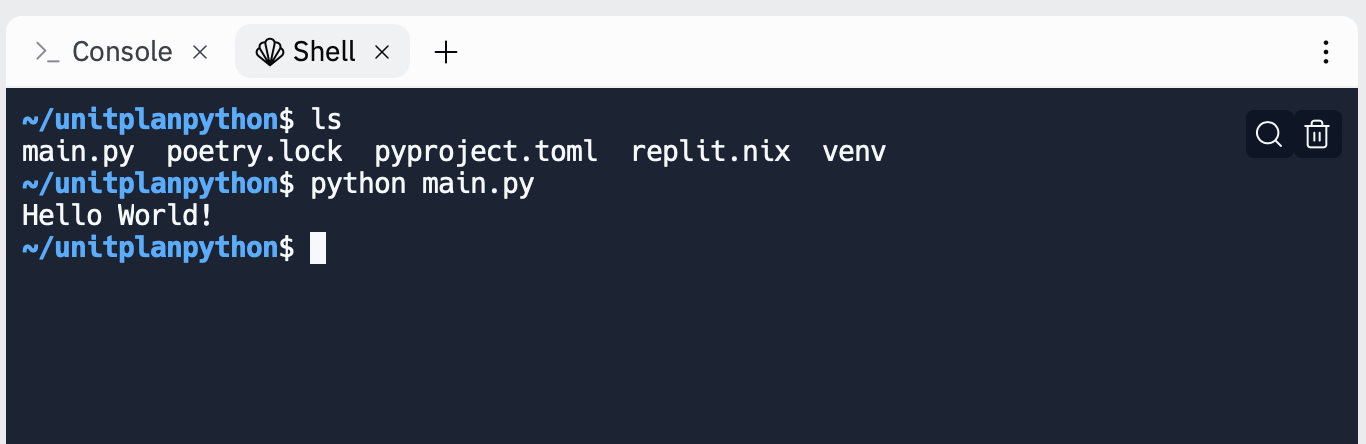 >_ Console × Shell × +
~/unitplanpython$ ls
main.py  poetry.lock  pyproject.toml  replit.nix  venv
~/unitplanpython$ python main.py
Hello World!
~/unitplanpython$